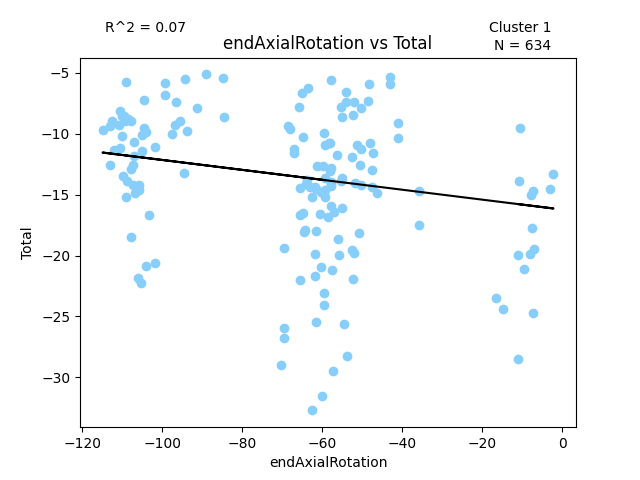 R^2 = 0.07
Cluster 1
N = 634
endAxialRotation vs Total
−5
−10
−15
−20
−25
−30
Total
−120
−100
−80
−60
−40
−20
0
endAxialRotation